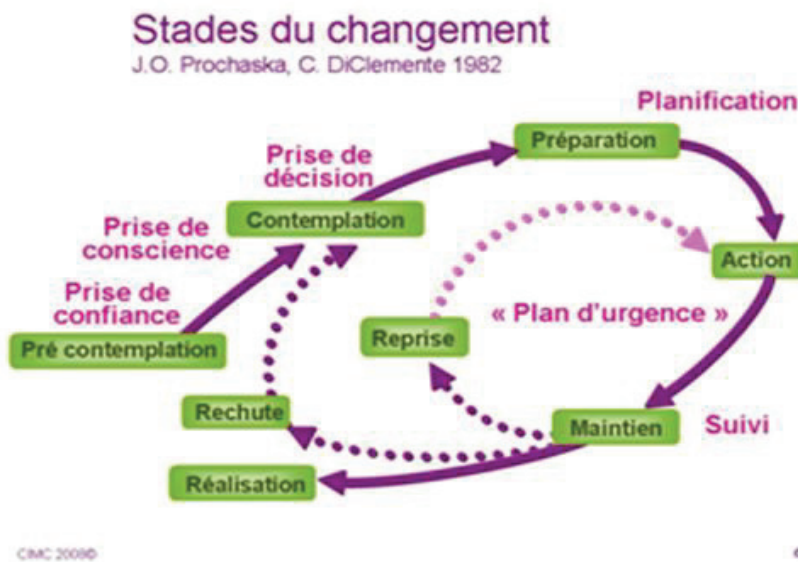 Stades du changement
J.O. Prochaska, C. DiClemente 1982
Planification
Préparation
Prise de
décision
Contemplation
Prise de
conscience
Action
Prise de
confiance
« Plan d'urgence »
Reprise
Pré contemplation
Rechute
Maintien
Suivi
Réalisation
CIMC 2008©